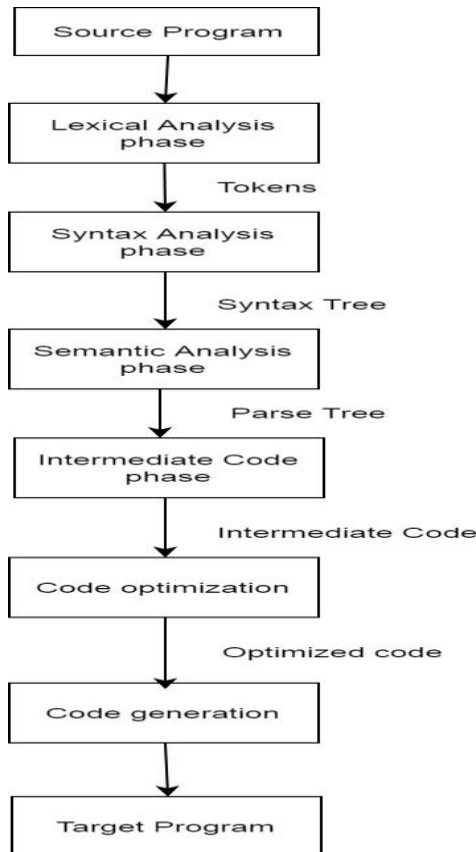 Source Program
Lexical Analysis
phase
Tokens
Syntax Analysis
phase
Syntax Tree
Semantic Analysis
phase
Parse Tree
Intermediate Code
phase
Intermediate Code
Code optimization
Optimized code
Code generation
Target Program